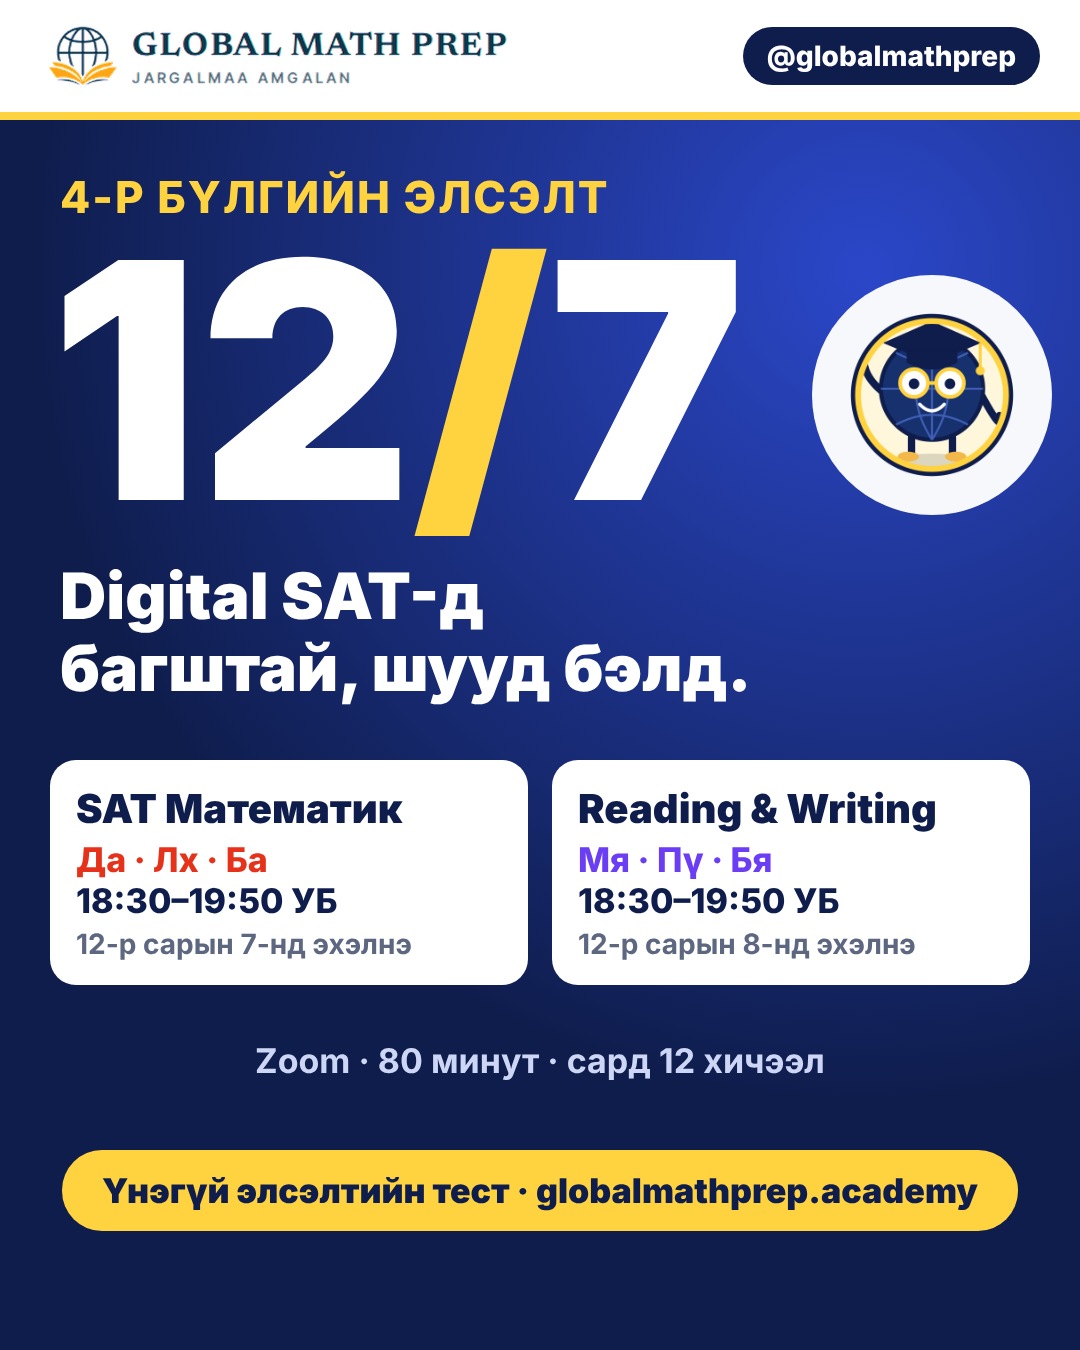 GLOBAL MATH PREP
JARGALMAA AMGALAN
@globalmathprep
4-Р БҮЛГИЙН ЭЛСЭЛТ
12/7
Digital SAT-д
багштай, шууд бэлд.
SAT Математик
Да · Лх · Ба
18:30–19:50 УБ
12-р сарын 7-нд эхэлнэ
Reading & Writing
Мя · Пү · Бя
18:30–19:50 УБ
12-р сарын 8-нд эхэлнэ
Zoom · 80 минут · сард 12 хичээл
Үнэгүй элсэлтийн тест · globalmathprep.academy